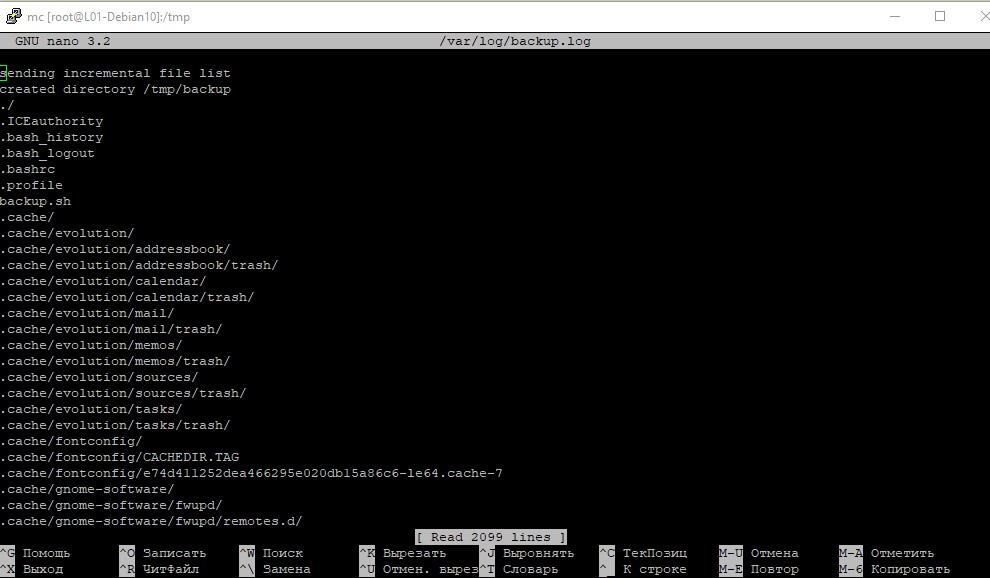 mc [root@L01-Debian10]:/tmp
GNU nano 3.2 /var/log/backup.log
sending incremental file list
created directory /tmp/backup
./
.ICEauthority
.bash_history
.bash_logout
.bashrc
.profile
backup.sh
.cache/
.cache/evolution/
.cache/evolution/addressbook/
.cache/evolution/addressbook/trash/
.cache/evolution/calendar/
.cache/evolution/calendar/trash/
.cache/evolution/mail/
.cache/evolution/mail/trash/
.cache/evolution/memos/
.cache/evolution/memos/trash/
.cache/evolution/sources/
.cache/evolution/sources/trash/
.cache/evolution/tasks/
.cache/evolution/tasks/trash/
.cache/fontconfig/
.cache/fontconfig/CACHEDIR.TAG
.cache/fontconfig/e74d411252dea466295e020db15a86c6-le64.cache-7
.cache/gnome-software/
.cache/gnome-software/fwupd/
.cache/gnome-software/fwupd/remotes.d/
[ Read 2099 lines ]
^G Помощь ^O Записать ^W Поиск ^K Вырезать ^J Выровнять ^C ТекПозиц M-U Отмена M-A Отметить
^X Выход ^R ЧитФайл ^\ Замена ^U Отмен. вырез ^T Словарь ^_ К строке M-E Повтор M-6 Копировать